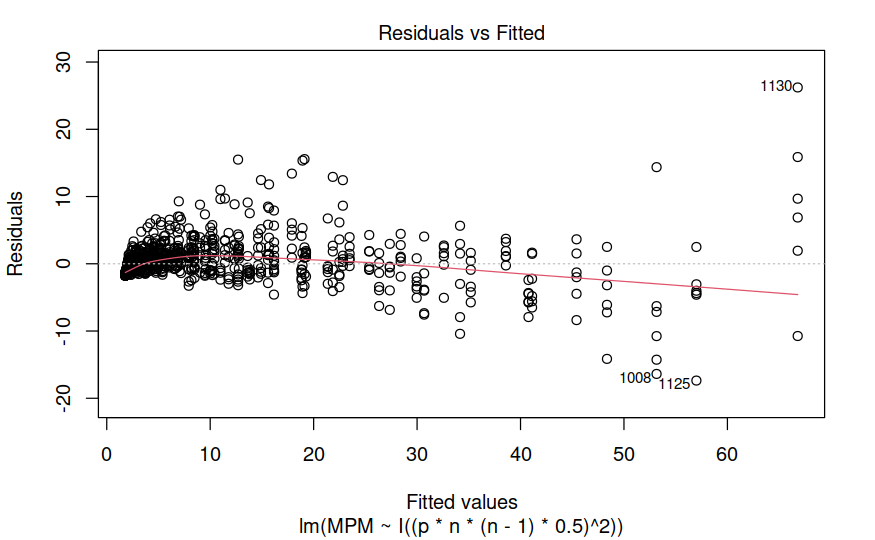 Residuals vs Fitted
30
20
10
0
-10
-20
Residuals
1130
1008
1125
0 10 20 30 40 50 60
Fitted values
lm(MPM ~ I((p * n * (n - 1) * 0.5)^2))